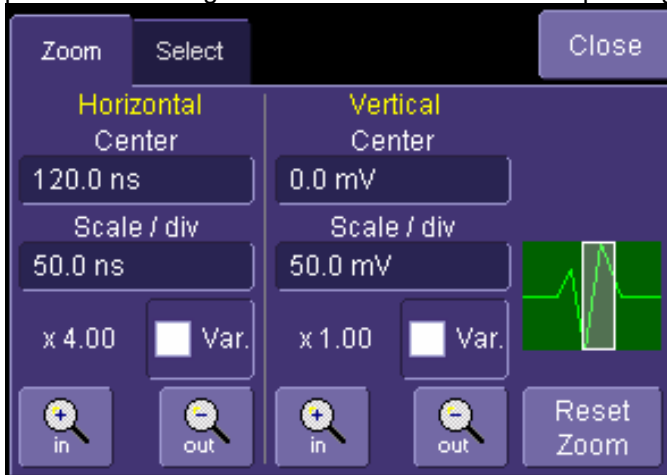 Zoom Select Close
Horizontal Vertical
Center Center
120.0 ns 0.0 mV
Scale / div Scale / div
50.0 ns 50.0 mV
x 4.00 Var. x 1.00 Var.
in out in out Reset
Zoom